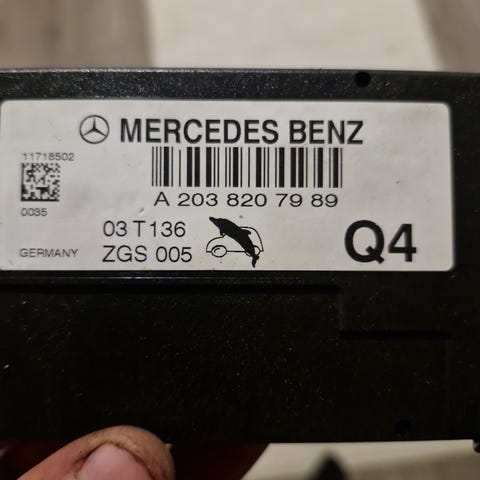 MERCEDES BENZ
11718502
A 203 820 79 89
0035
03 T136
GERMANY
ZGS 005
Q4